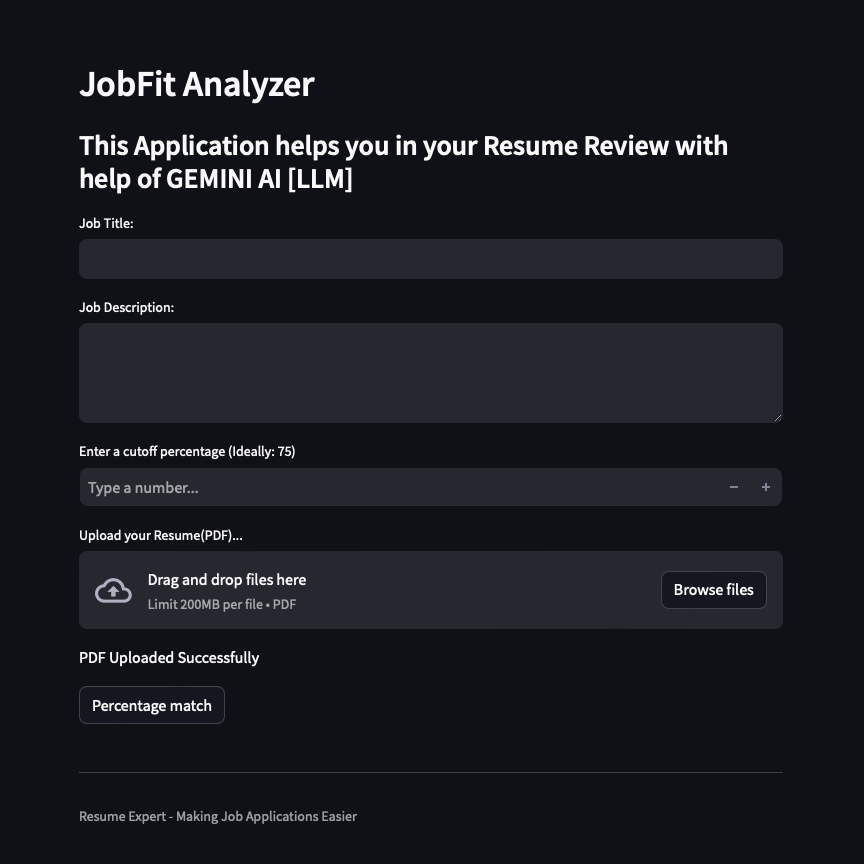 JobFit Analyzer
This Application helps you in your Resume Review with
help of GEMINI AI [LLM]
Job Title:
Job Description:
Enter a cutoff percentage (Ideally: 75)
Type a number...
Upload your Resume(PDF)...
Drag and drop files here
Limit 200MB per file • PDF
Browse files
PDF Uploaded Successfully
Percentage match
Resume Expert - Making Job Applications Easier